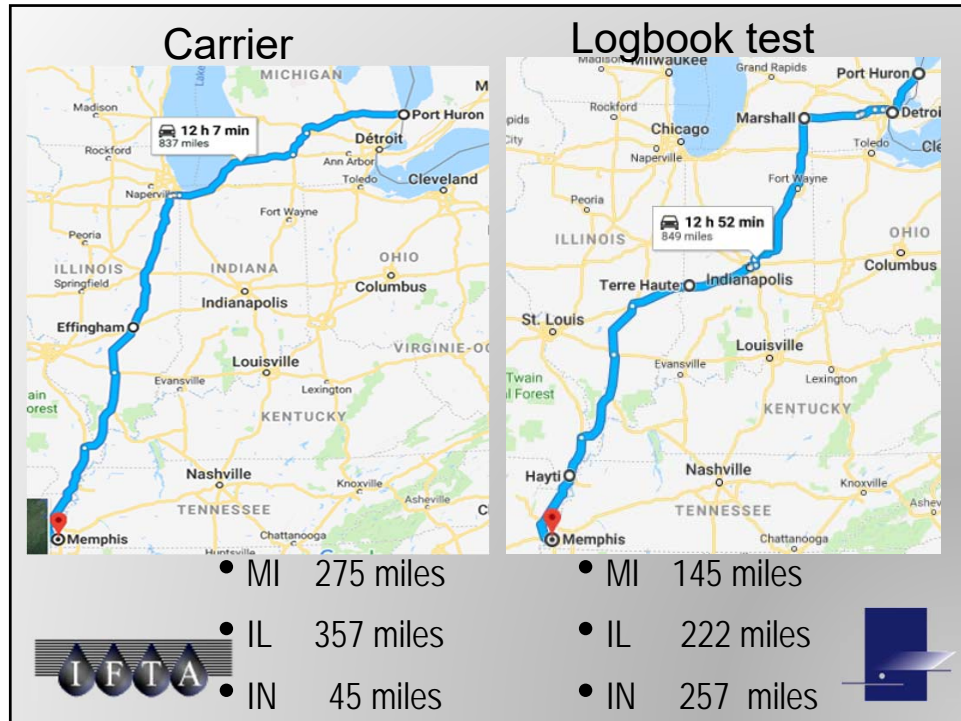 Carrier
Logbook test
MICHIGAN
Madison
Rockford
Naperville
Peoria
ILLINOIS
Springfield
Effingham
12 h 7 min
837 miles
Port Huron
Détroit
Ann Arbor
Toledo
Cleveland
Fort Wayne
INDIANA
OHIO
Indianapolis
Columbus
Louisville
Evansville
Lexington
KENTUCKY
Nashville
Knoxville
TENNESSEE
Asheville
Memphis
Chattanooga
Huntsville
Milwaukee
Grand Rapids
Port Huron
Rockford
Marshall
Chicago
Naperville
Toledo
Fort Wayne
Peoria
12 h 52 min
849 miles
ILLINOIS
OHIO
Indianapolis
Columbus
Terre Haute
St. Louis
Louisville
Evansville
Lexington
KENTUCKY
Hayti
Nashville
Knoxville
TENNESSEE
Memphis
Chattanooga
• MI 275 miles
• IL 357 miles
• IN 45 miles
• MI 145 miles
• IL 222 miles
• IN 257 miles
IFTA